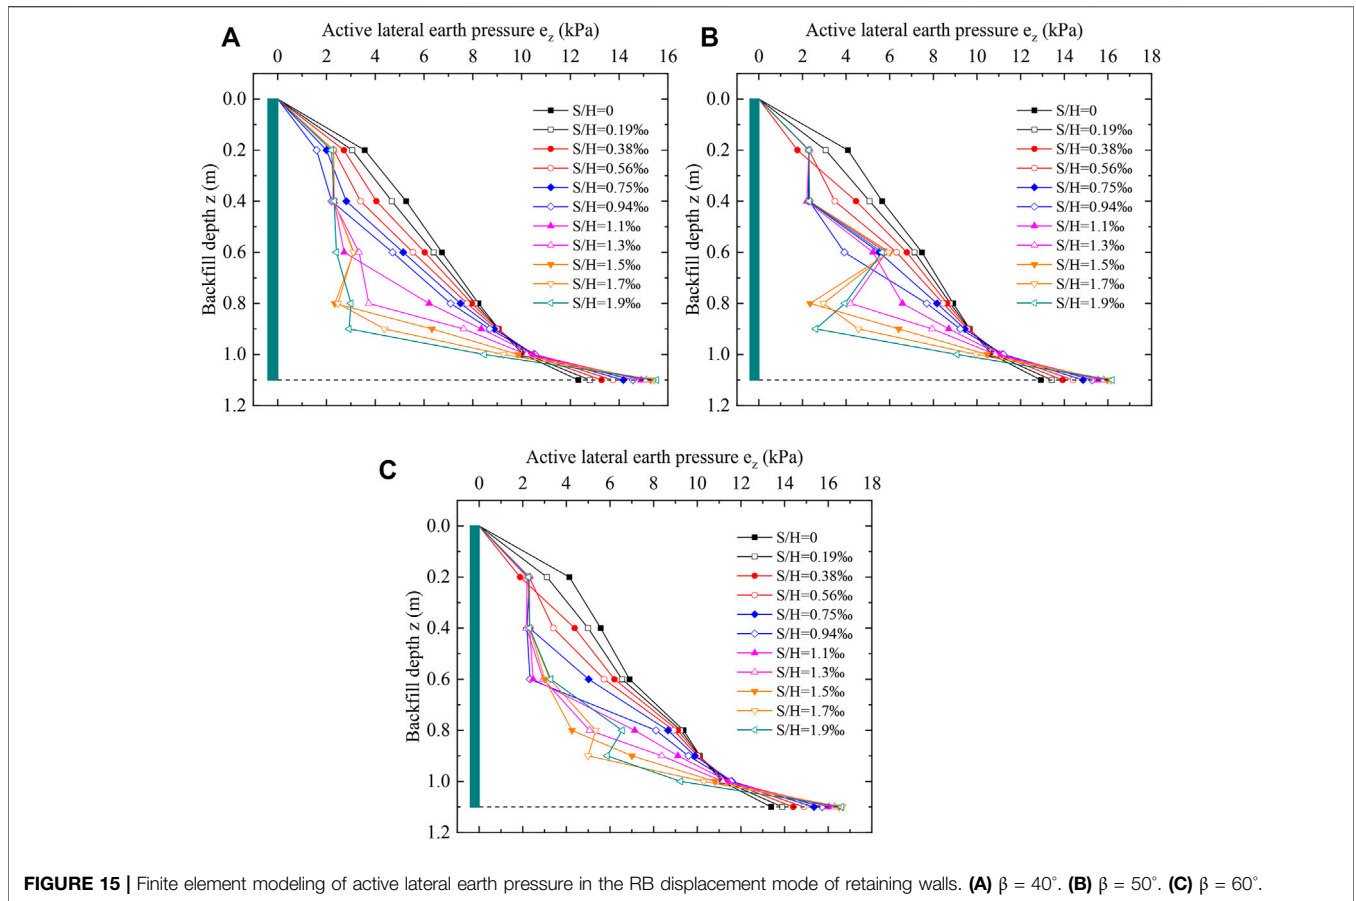 A
Active lateral earth pressure e_z (kPa)
0 2 4 6 8 10 12 14 16
Backfill depth z (m)
0.0
0.2
0.4
0.6
0.8
1.0
1.2
S/H=0
S/H=0.19‰
S/H=0.38‰
S/H=0.56‰
S/H=0.75‰
S/H=0.94‰
S/H=1.1‰
S/H=1.3‰
S/H=1.5‰
S/H=1.7‰
S/H=1.9‰
B
Active lateral earth pressure e_z (kPa)
0 2 4 6 8 10 12 14 16 18
Backfill depth z (m)
0.0
0.2
0.4
0.6
0.8
1.0
1.2
S/H=0
S/H=0.19‰
S/H=0.38‰
S/H=0.56‰
S/H=0.75‰
S/H=0.94‰
S/H=1.1‰
S/H=1.3‰
S/H=1.5‰
S/H=1.7‰
S/H=1.9‰
C
Active lateral earth pressure e_z (kPa)
0 2 4 6 8 10 12 14 16 18
Backfill depth z (m)
0.0
0.2
0.4
0.6
0.8
1.0
1.2
S/H=0
S/H=0.19‰
S/H=0.38‰
S/H=0.56‰
S/H=0.75‰
S/H=0.94‰
S/H=1.1‰
S/H=1.3‰
S/H=1.5‰
S/H=1.7‰
S/H=1.9‰
FIGURE 15 | Finite element modeling of active lateral earth pressure in the RB displacement mode of retaining walls. (A) β = 40°. (B) β = 50°. (C) β = 60°.